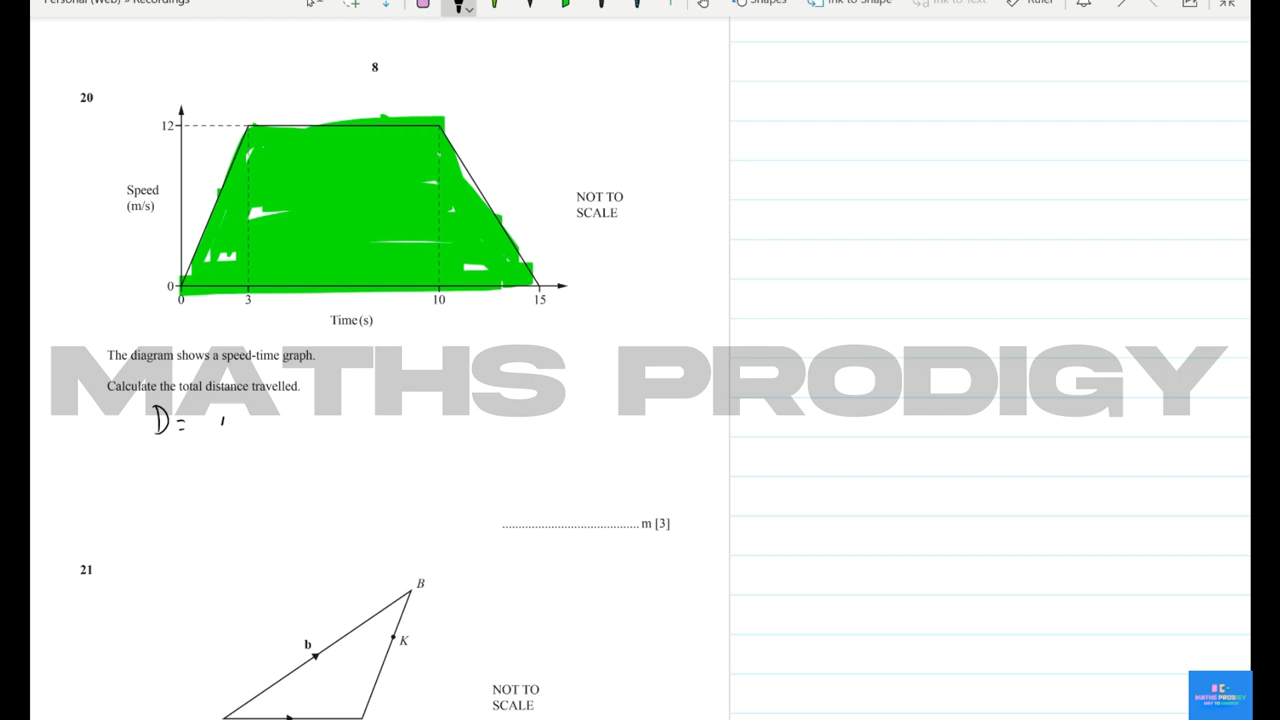 Personal (Web) » Recordings
Shapes
Ink to Shape
Ink to Text
Ruler
8
20
12
Speed
(m/s)
NOT TO
SCALE
0
0
3
10
15
Time (s)
The diagram shows a speed-time graph.
MATHS PRODIGY
Calculate the total distance travelled.
D =
........................................... m [3]
21
B
b
K
NOT TO
SCALE
MATHS PRODIGY